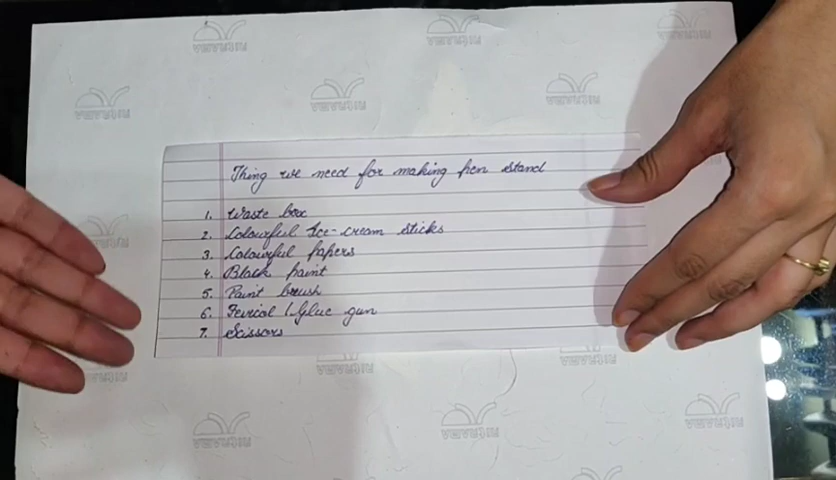 Thing we need for making pen stand
1. Waste box
2. Colourful Ice-cream sticks
3. Colourful papers
4. Black paint
5. Paint brush
6. Fevicol / Glue gun
7. Scissors